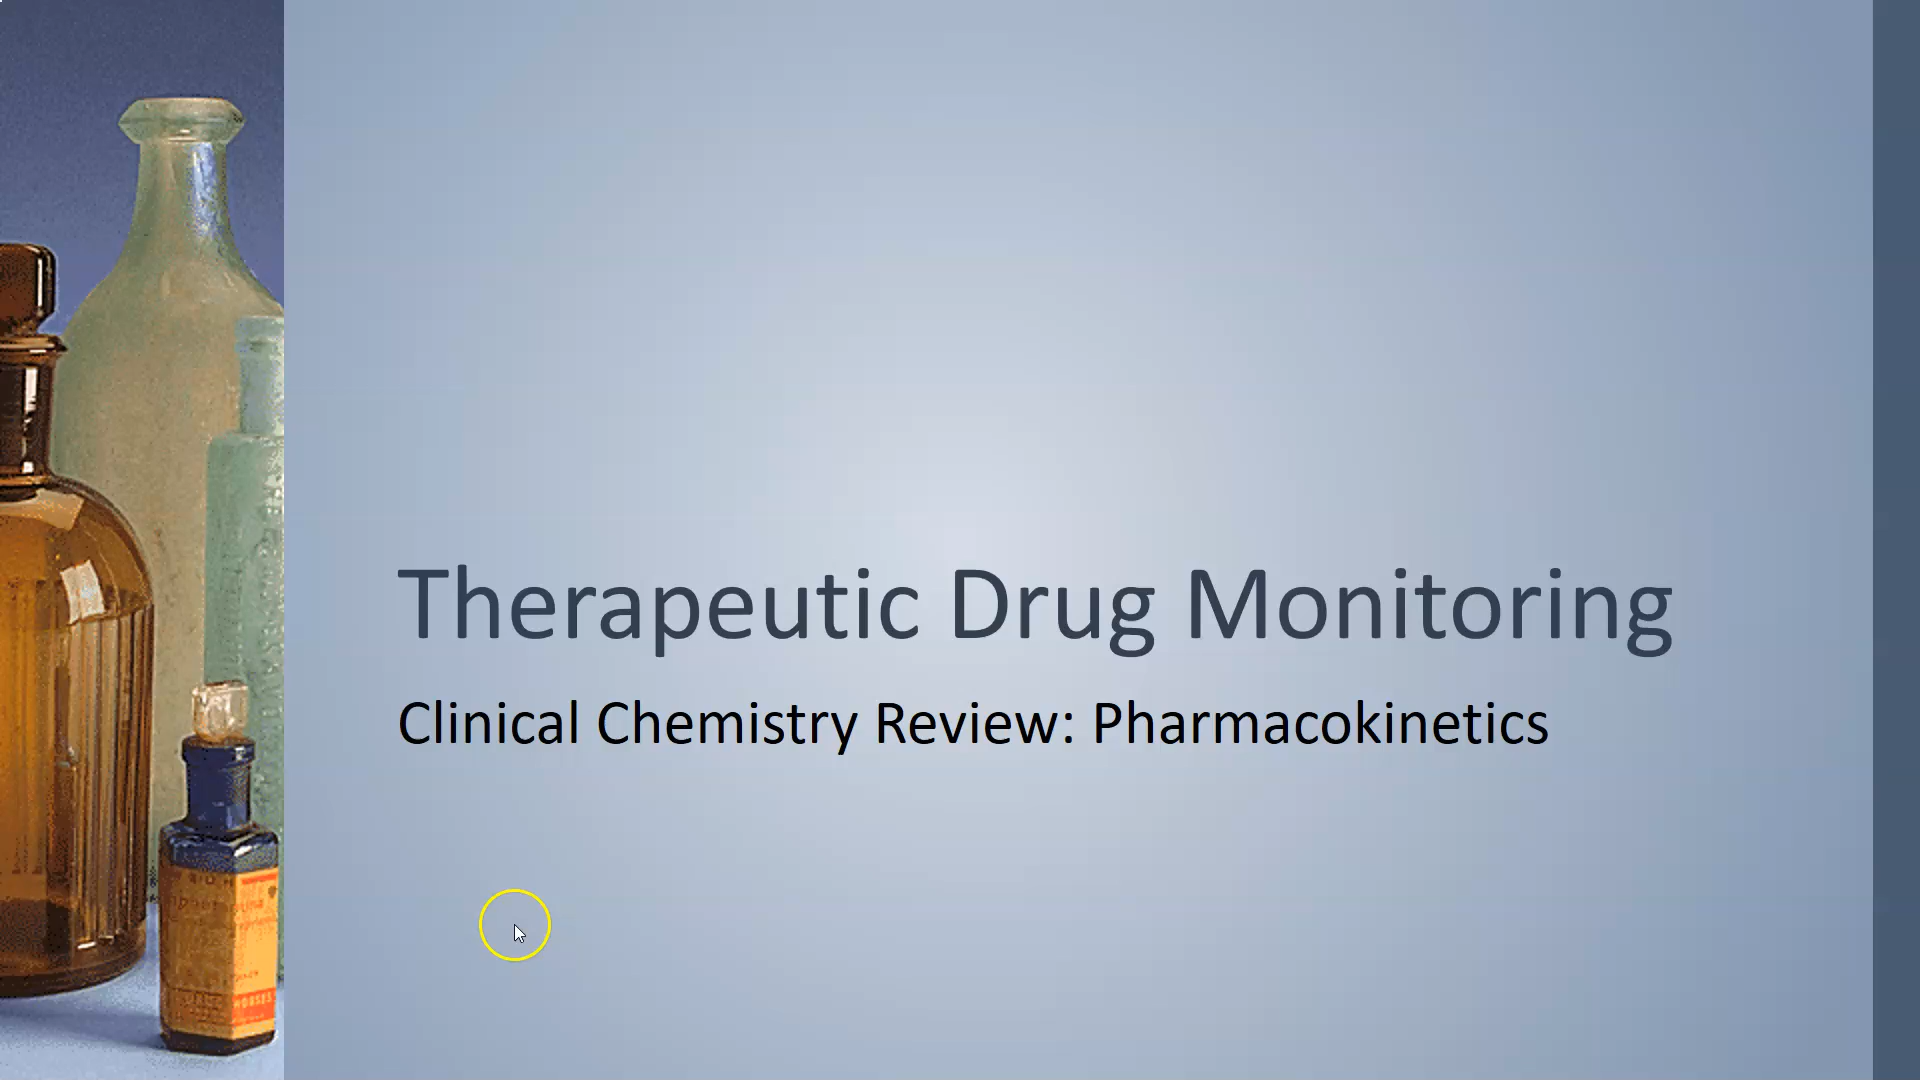 Therapeutic Drug Monitoring
Clinical Chemistry Review: Pharmacokinetics